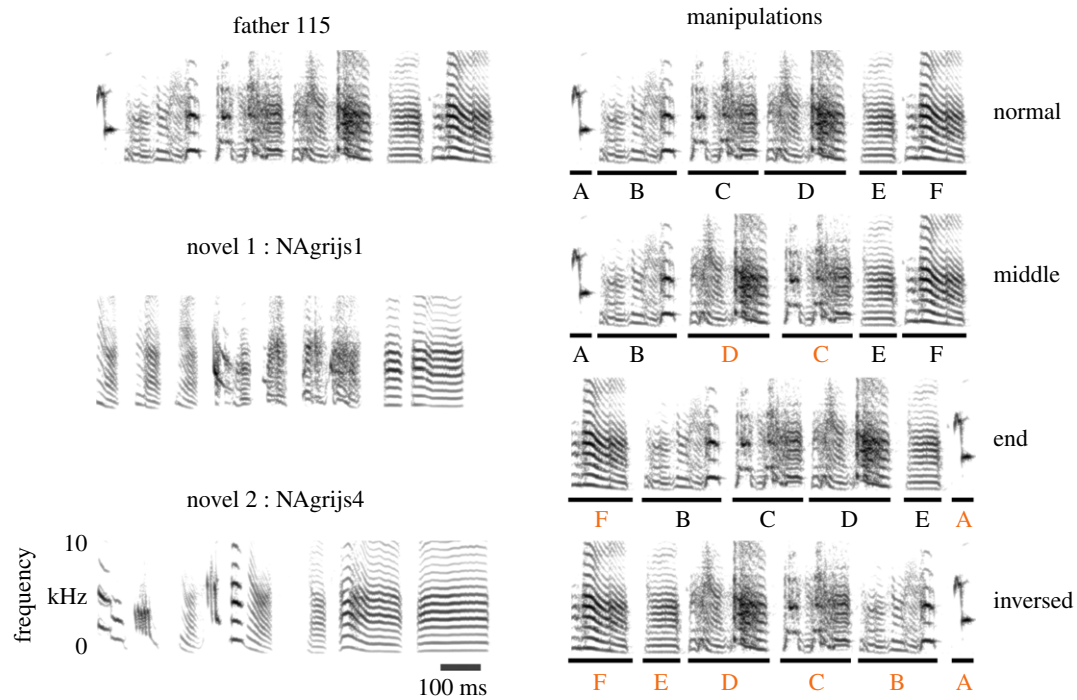 father 115
novel 1 : NAgrijs1
novel 2 : NAgrijs4
frequency
10
kHz
0
100 ms
manipulations
normal
A B C D E F
middle
A B D C E F
end
F B C D E A
inversed
F E D C B A